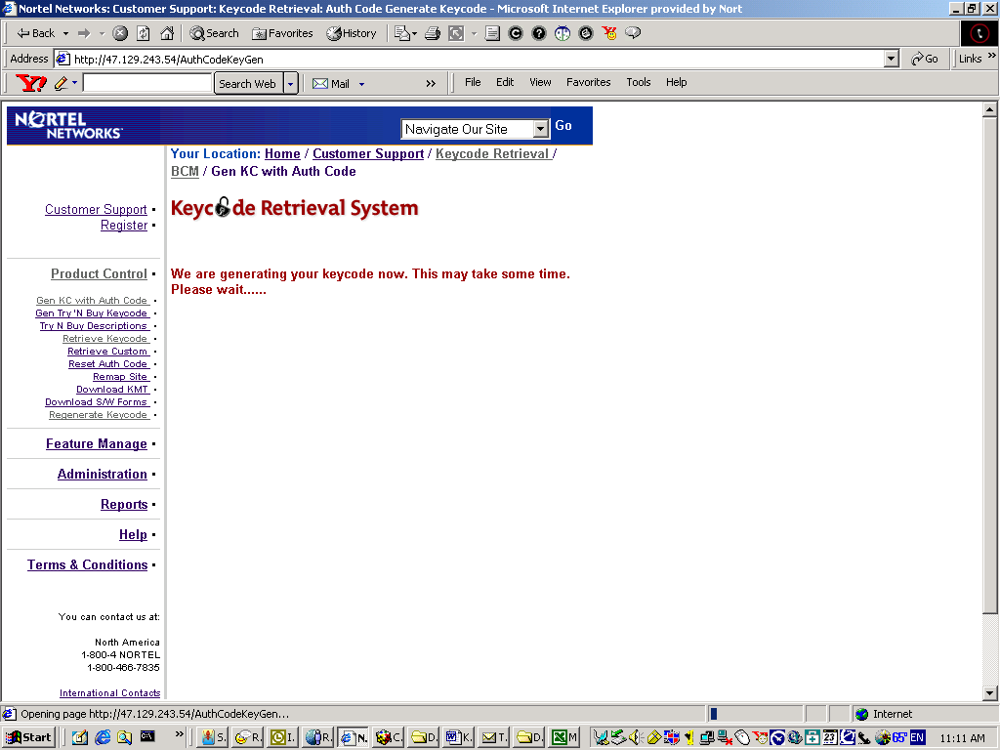 Nortel Networks: Customer Support: Keycode Retrieval: Auth Code Generate Keycode - Microsoft Internet Explorer provided by Nort
Back Search Favorites History
Address http://47.129.243.54/AuthCodeKeyGen Go Links »
Y! Search Web Mail » File Edit View Favorites Tools Help
NORTEL
NETWORKS
Navigate Our Site Go
Your Location: Home / Customer Support / Keycode Retrieval /
BCM / Gen KC with Auth Code
Keycode Retrieval System
Customer Support
Register
Product Control
Gen KC with Auth Code
Gen Try 'N Buy Keycode
Try N Buy Descriptions
Retrieve Keycode
Retrieve Custom
Reset Auth Code
Remap Site
Download KMT
Download S/W Forms
Regenerate Keycode
Feature Manage
Administration
Reports
Help
Terms & Conditions
You can contact us at:
North America
1-800-4 NORTEL
1-800-466-7835
International Contacts
We are generating your keycode now. This may take some time.
Please wait......
Opening page http://47.129.243.54/AuthCodeKeyGen... Internet
Start » S. R. I. R. N. C. D. K. T. D. M 23 65° EN 11:11 AM